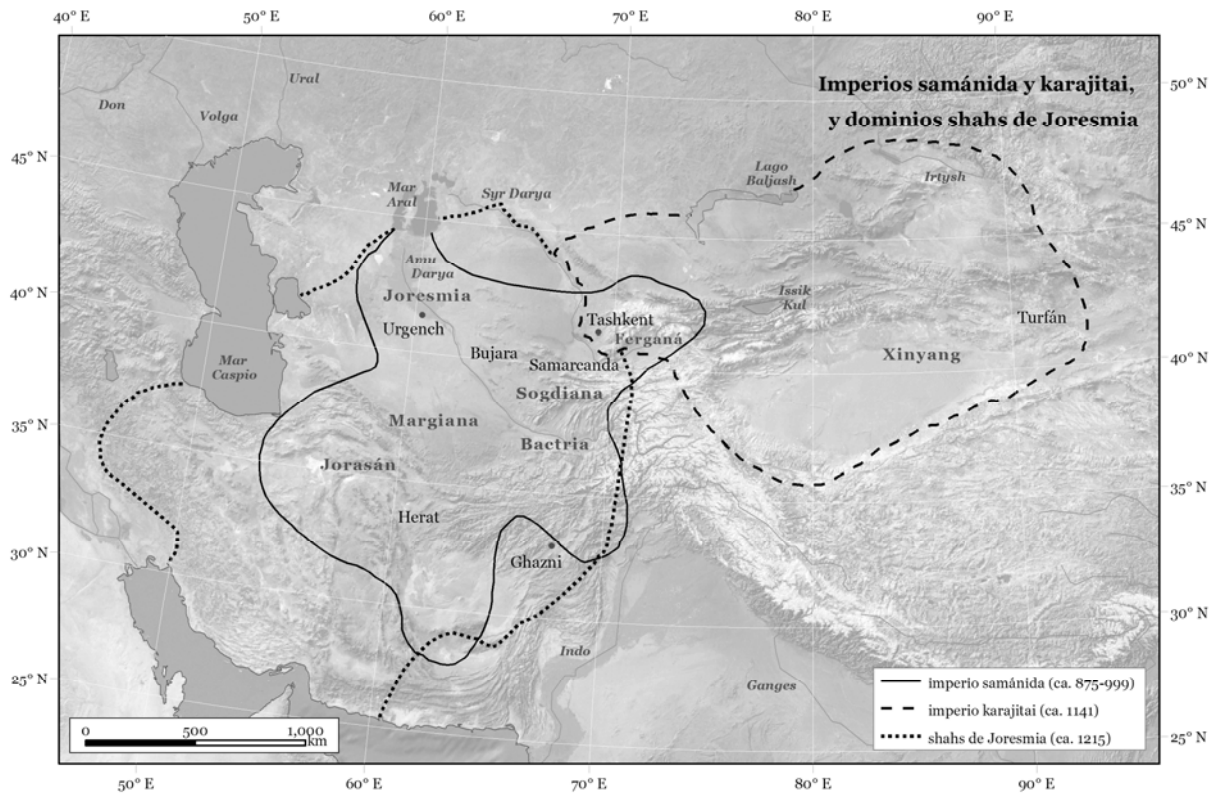 40° E 50° E 60° E 70° E 80° E 90° E
Imperios samánida y karajitai,
y dominios shahs de Joresmia
50° N
45° N
40° N
35° N
30° N
25° N
Don
Volga
Ural
Lago
Baljash
Irtysh
Mar
Aral
Syr Darya
45° N
Amu
Darya
Joresmia
Urgench
Issik
Kul
Tashkent
Ferganá
Turfán
Bujara
Samarcanda
Xinyang
40° N
Mar
Caspio
Sogdiana
Margiana
Bactria
Jorasán
35° N
Herat
Ghazni
30° N
Indo
Ganges
imperio samánida (ca. 875-999)
imperio karajitai (ca. 1141)
shahs de Joresmia (ca. 1215)
25° N
0 500 1,000
km
50° E 60° E 70° E 80° E 90° E